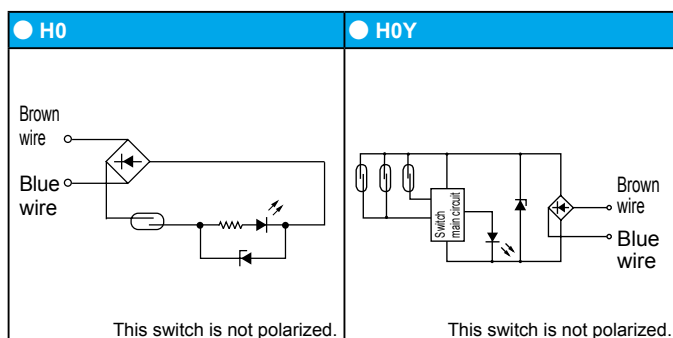 H0
H0Y
Brown
wire
Blue
wire
This switch is not polarized.
Switch
main circuit
Brown
wire
Blue
wire
This switch is not polarized.